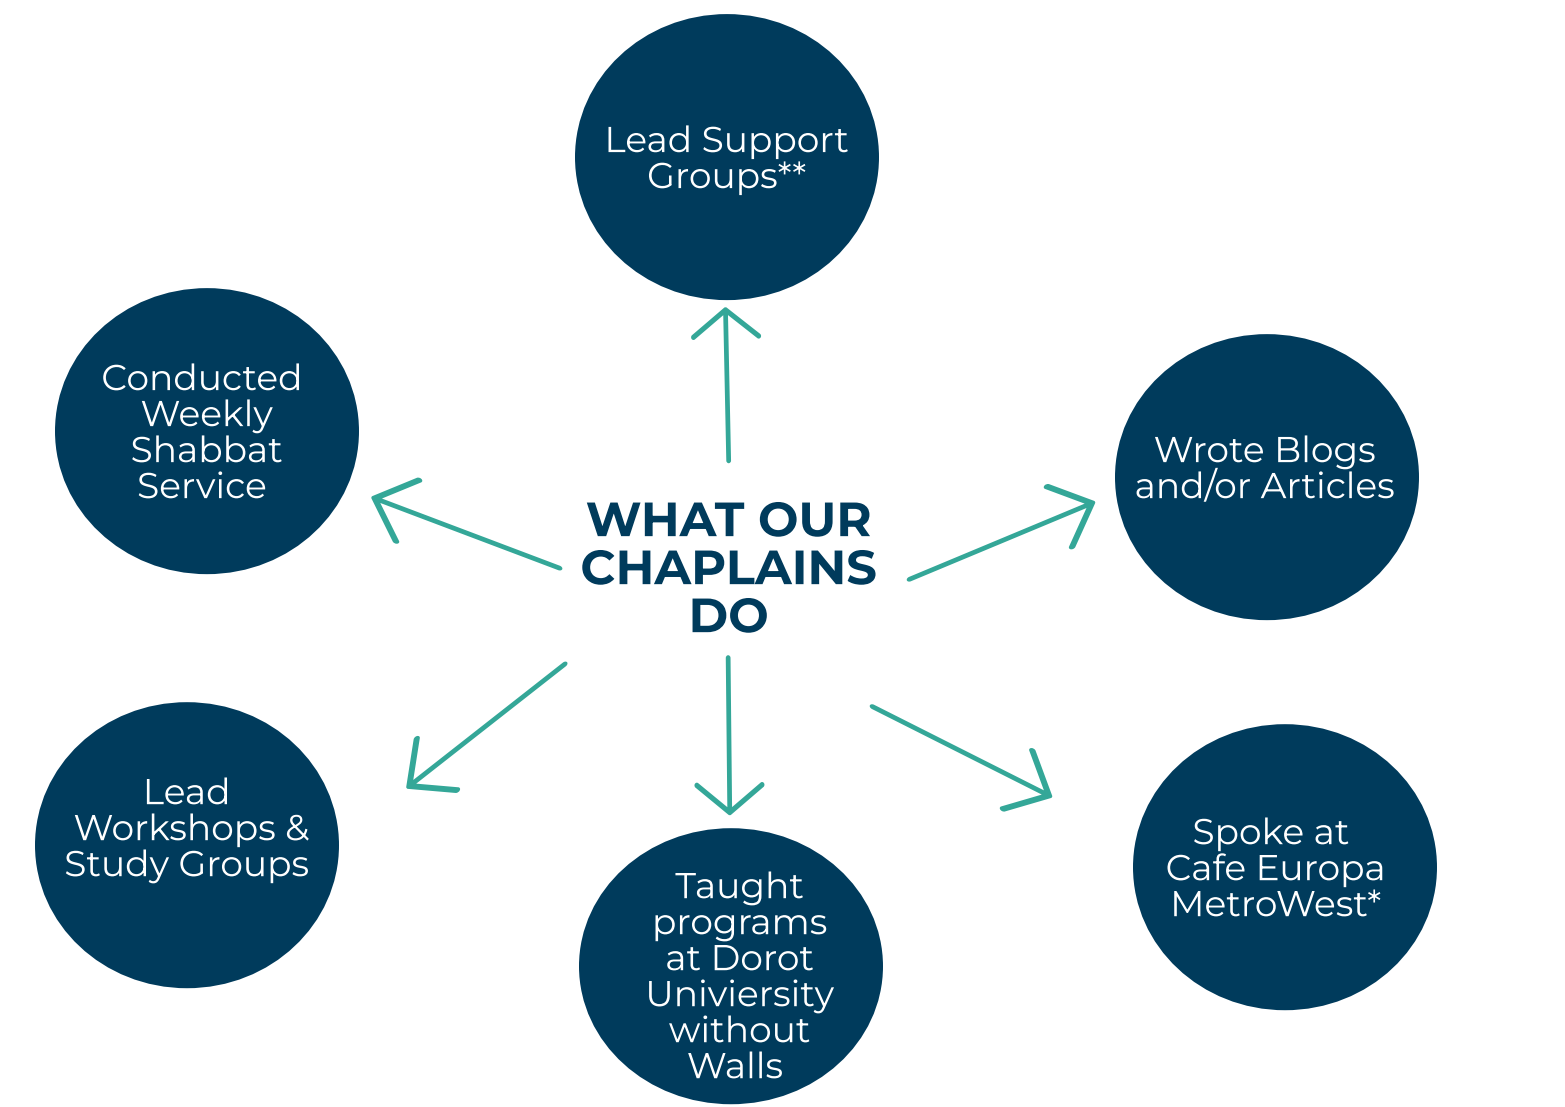 Lead Support
Groups**
Conducted
Weekly
Shabbat
Service
Wrote Blogs
and/or Articles
WHAT OUR
CHAPLAINS
DO
Lead
Workshops &
Study Groups
Taught
programs
at Dorot
Univiersity
without
Walls
Spoke at
Cafe Europa
MetroWest*